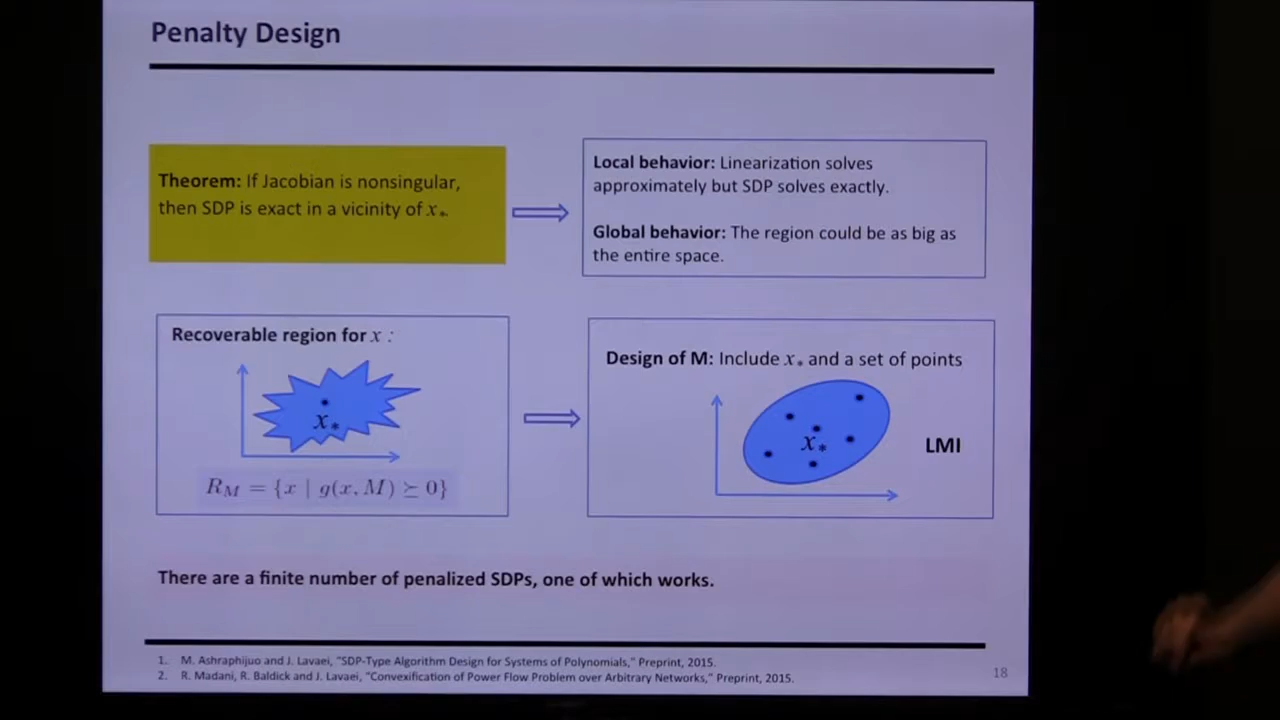 Penalty Design
Theorem: If Jacobian is nonsingular,
then SDP is exact in a vicinity of x*.
Local behavior: Linearization solves
approximately but SDP solves exactly.
Global behavior: The region could be as big as
the entire space.
Recoverable region for x :
x*
R_M = {x | g(x, M) ⪰ 0}
Design of M: Include x* and a set of points
x*
LMI
There are a finite number of penalized SDPs, one of which works.
1. M. Ashraphijuo and J. Lavaei, "SDP-Type Algorithm Design for Systems of Polynomials," Preprint, 2015.
2. R. Madani, R. Baldick and J. Lavaei, "Convexification of Power Flow Problem over Arbitrary Networks," Preprint, 2015.
18